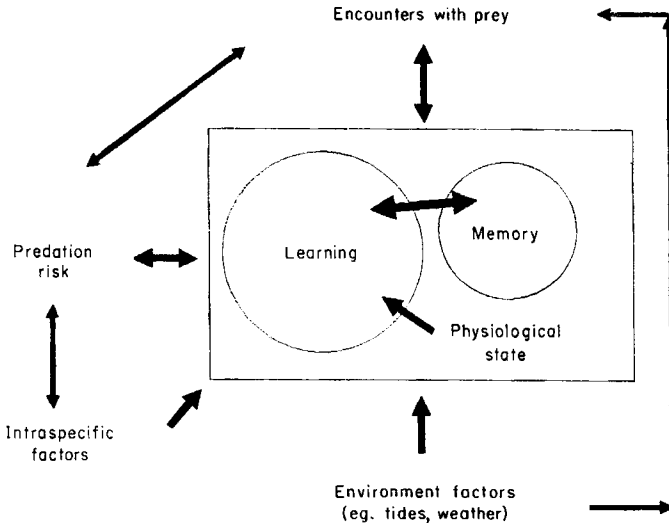 Encounters with prey
Learning
Memory
Predation
risk
Physiological
state
Intraspecific
factors
Environment factors
(eg. tides, weather)